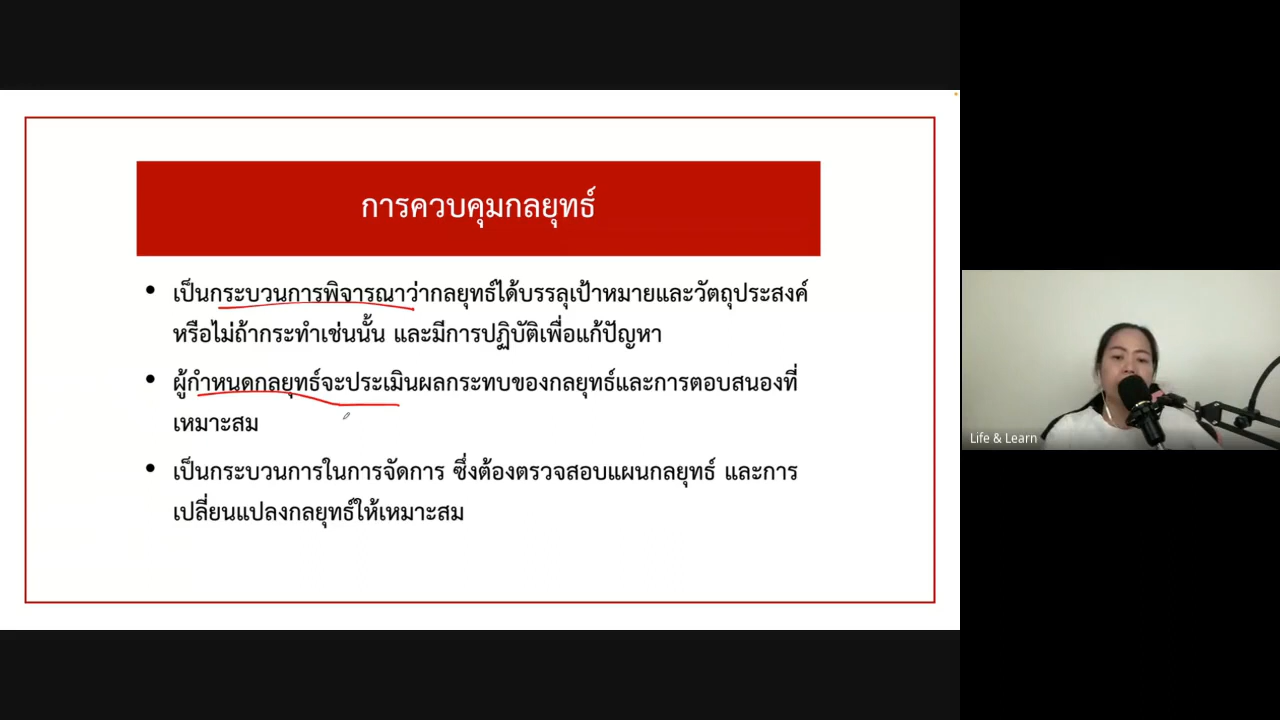 การควบคุมกลยุทธ์
• เป็นกระบวนการพิจารณาว่ากลยุทธ์ได้บรรลุเป้าหมายและวัตถุประสงค์
หรือไม่ถ้ากระทำเช่นนั้น และมีการปฏิบัติเพื่อแก้ปัญหา
• ผู้กำหนดกลยุทธ์จะประเมินผลกระทบของกลยุทธ์และการตอบสนองที่
เหมาะสม
• เป็นกระบวนการในการจัดการ ซึ่งต้องตรวจสอบแผนกลยุทธ์ และการ
เปลี่ยนแปลงกลยุทธ์ให้เหมาะสม
Life & Learn